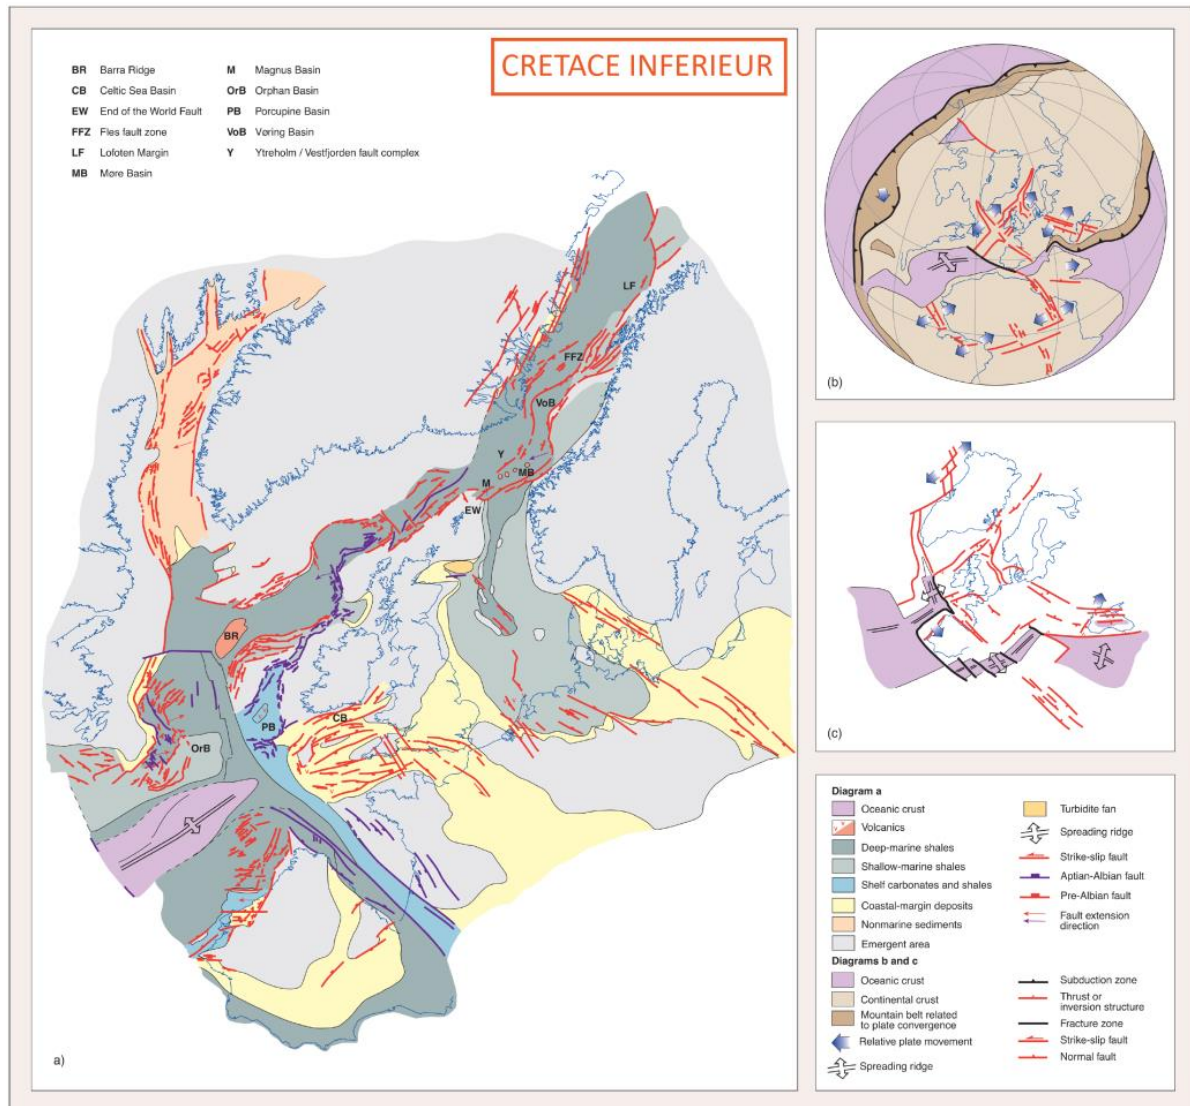 CRETACE INFERIEUR
BR Barra Ridge
CB Celtic Sea Basin
EW End of the World Fault
FFZ Fles fault zone
LF Lofoten Margin
MB Møre Basin
M Magnus Basin
OrB Orphan Basin
PB Porcupine Basin
VoB Vøring Basin
Y Ytreholm / Vestfjorden fault complex
LF
FFZ
VoB
Y
MB
M
EW
BR
CB
PB
OrB
a)
(b)
(c)
Diagram a
Oceanic crust
Volcanics
Deep-marine shales
Shallow-marine shales
Shelf carbonates and shales
Coastal-margin deposits
Nonmarine sediments
Emergent area
Turbidite fan
Spreading ridge
Strike-slip fault
Aptian-Albian fault
Pre-Albian fault
Fault extension
direction
Diagrams b and c
Oceanic crust
Continental crust
Mountain belt related
to plate convergence
Relative plate movement
Spreading ridge
Subduction zone
Thrust or
inversion structure
Fracture zone
Strike-slip fault
Normal fault